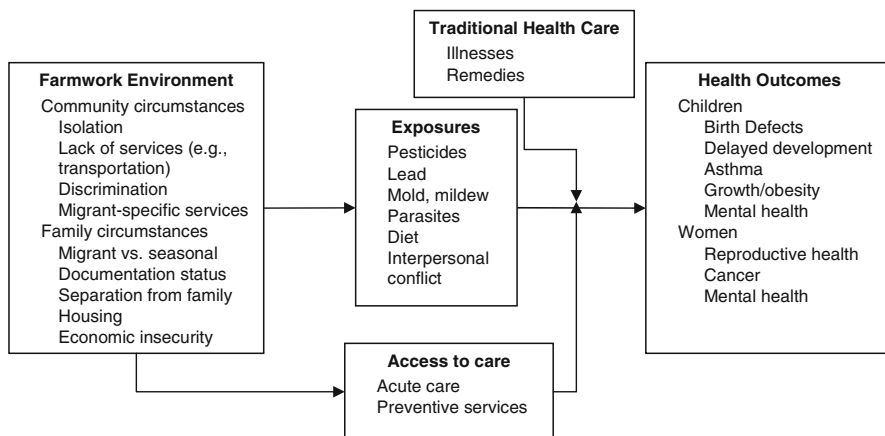 Traditional Health Care
Illnesses
Remedies
Farmwork Environment
Community circumstances
Isolation
Lack of services (e.g.,
transportation)
Discrimination
Migrant-specific services
Family circumstances
Migrant vs. seasonal
Documentation status
Separation from family
Housing
Economic insecurity
Exposures
Pesticides
Lead
Mold, mildew
Parasites
Diet
Interpersonal
conflict
Access to care
Acute care
Preventive services
Health Outcomes
Children
Birth Defects
Delayed development
Asthma
Growth/obesity
Mental health
Women
Reproductive health
Cancer
Mental health